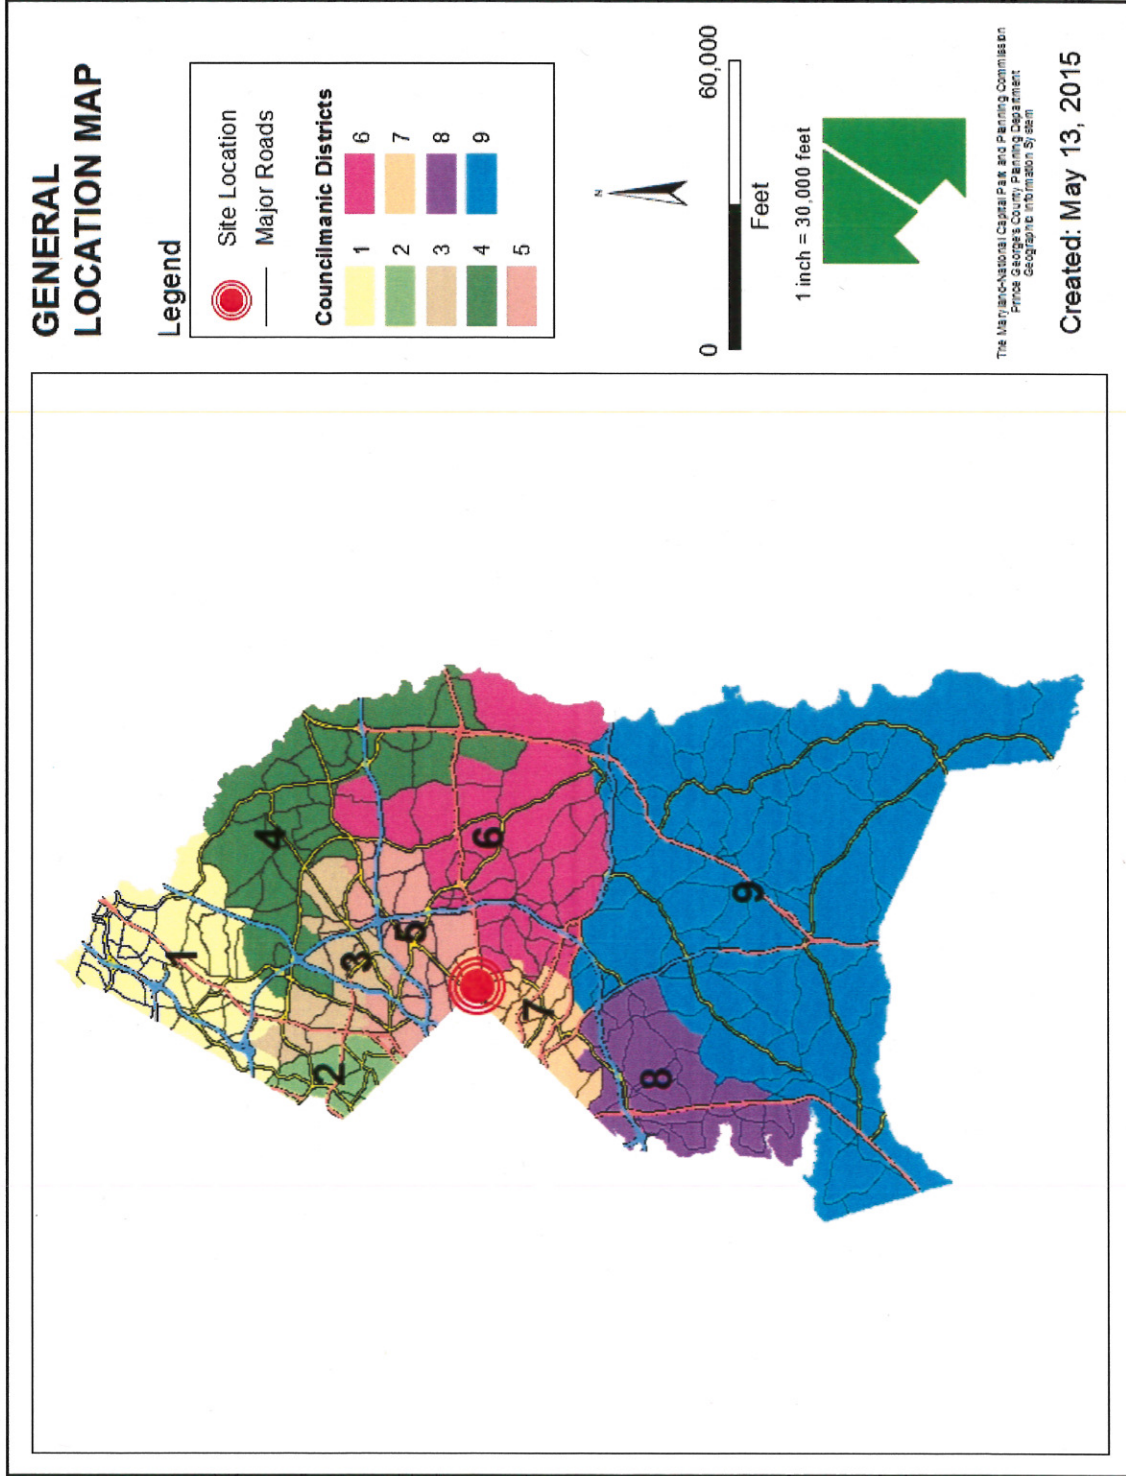 GENERAL
LOCATION MAP
Legend
Site Location
Major Roads
Councilmanic Districts
1
6
2
7
3
8
4
9
5
N
0
60,000
Feet
1 inch = 30,000 feet
The Maryland-National Capital Park and Planning Commission
Prince George's County Planning Department
Geographic Information System
Created: May 13, 2015
1
4
2
3
5
6
7
8
9